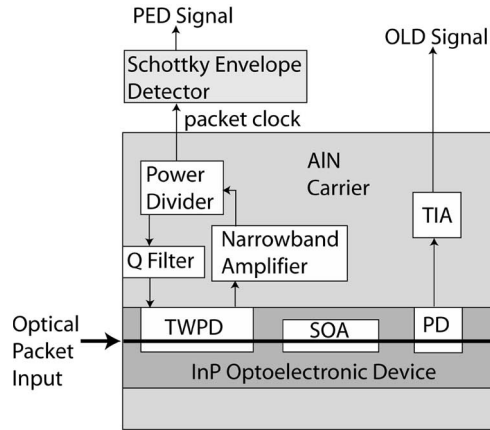 PED Signal
OLD Signal
Schottky Envelope
Detector
packet clock
AlN
Carrier
Power
Divider
TIA
Narrowband
Amplifier
Q Filter
Optical
Packet
Input
TWPD
SOA
PD
InP Optoelectronic Device